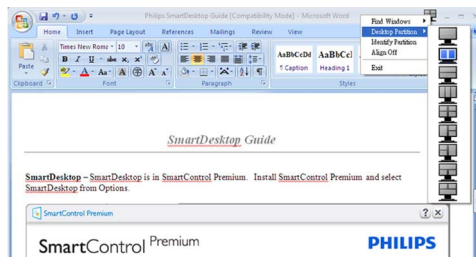 Philips SmartDesktop Guide [Compatibility Mode] - Microsoft Word
Home Insert Page Layout References Mailings Review View
Find Windows
Desktop Partition
Identify Partition
Align Off
Exit
Times New Roma 10
Paste
AaBbCcDd AaBbCcI
¶ Caption Heading 1
Clipboard Font Paragraph Styles
SmartDesktop Guide
SmartDesktop – SmartDesktop is in SmartControl Premium. Install SmartControl Premium and select
SmartDesktop from Options.
SmartControl Premium
SmartControl Premium
PHILIPS